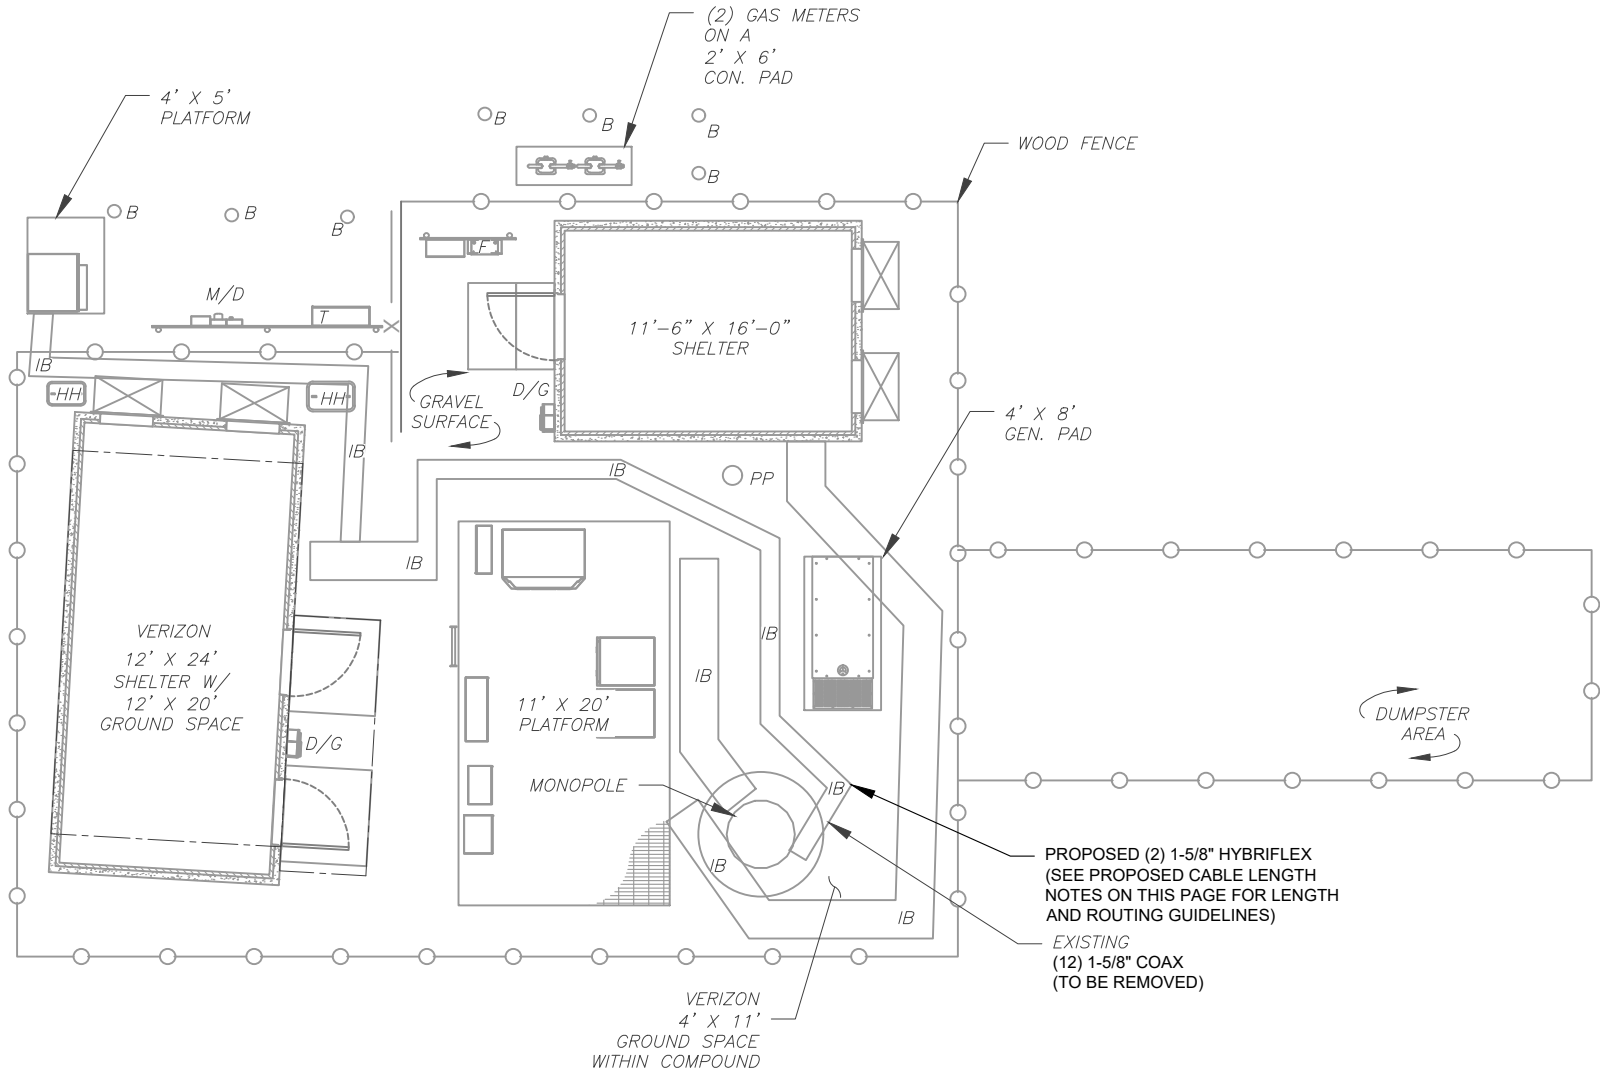 (2) GAS METERS
ON A
2' X 6'
CON. PAD
4' X 5'
PLATFORM
B
B
B
B
WOOD FENCE
B
B
B
F
M/D
T
11'-6" X 16'-0"
SHELTER
IB
HH
HH
D/G
GRAVEL
SURFACE
4' X 8'
GEN. PAD
IB
IB
PP
IB
VERIZON
12' X 24'
SHELTER W/
12' X 20'
GROUND SPACE
IB
IB
11' X 20'
PLATFORM
DUMPSTER
AREA
D/G
MONOPOLE
IB
IB
IB
PROPOSED (2) 1-5/8" HYBRIFLEX
(SEE PROPOSED CABLE LENGTH
NOTES ON THIS PAGE FOR LENGTH
AND ROUTING GUIDELINES)
EXISTING
(12) 1-5/8" COAX
(TO BE REMOVED)
VERIZON
4' X 11'
GROUND SPACE
WITHIN COMPOUND